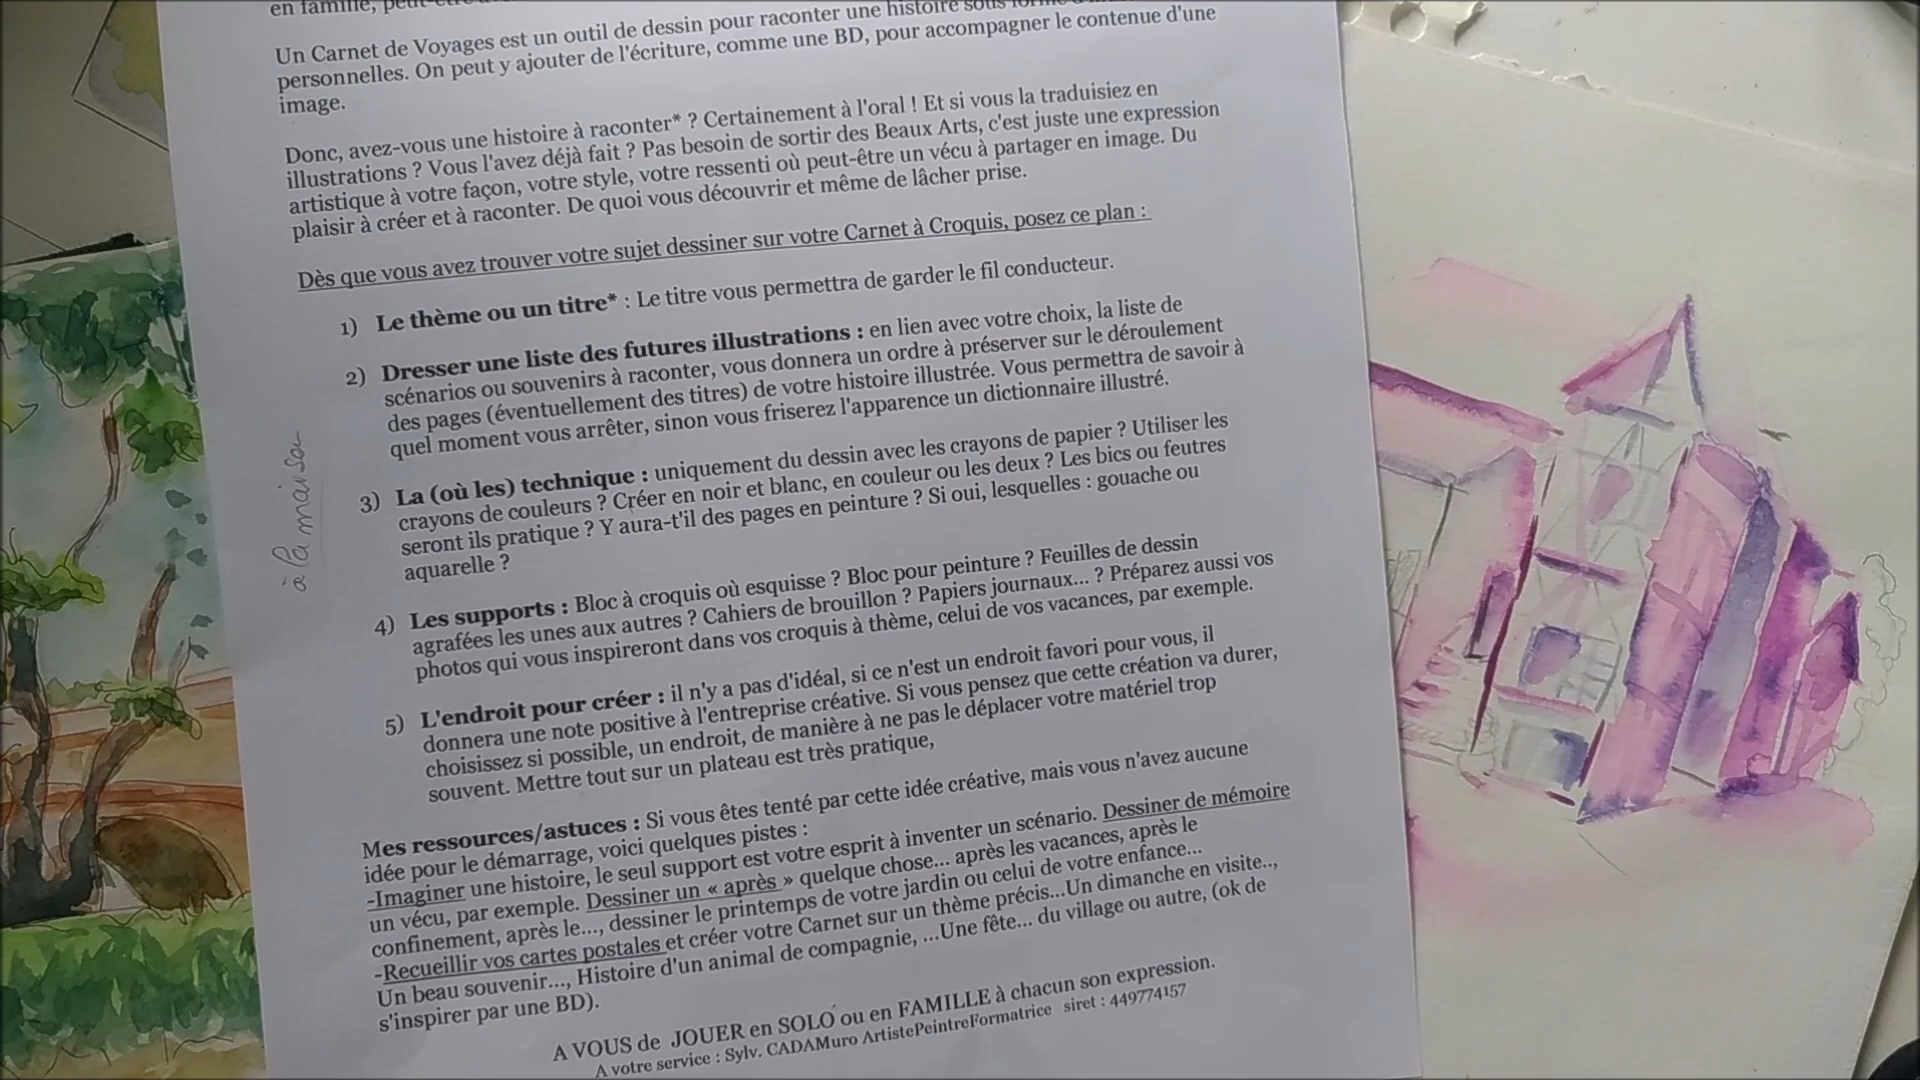 en famille,
Un Carnet de Voyages est un outil de dessin pour raconter une histoire sous forme
personnelles. On peut y ajouter de l'écriture, comme une BD, pour accompagner le contenue d'une
image.
Donc, avez-vous une histoire à raconter* ? Certainement à l'oral ! Et si vous la traduisiez en
illustrations ? Vous l'avez déjà fait ? Pas besoin de sortir des Beaux Arts, c'est juste une expression
artistique à votre façon, votre style, votre ressenti où peut-être un vécu à partager en image. Du
plaisir à créer et à raconter. De quoi vous découvrir et même de lâcher prise.
Dès que vous avez trouver votre sujet dessiner sur votre Carnet à Croquis, posez ce plan :
1) Le thème ou un titre* : Le titre vous permettra de garder le fil conducteur.
2) Dresser une liste des futures illustrations : en lien avec votre choix, la liste de
scénarios ou souvenirs à raconter, vous donnera un ordre à préserver sur le déroulement
des pages (éventuellement des titres) de votre histoire illustrée. Vous permettra de savoir à
quel moment vous arrêter, sinon vous friserez l'apparence un dictionnaire illustré.
à la maison
3) La (où les) technique : uniquement du dessin avec les crayons de papier ? Utiliser les
crayons de couleurs ? Créer en noir et blanc, en couleur ou les deux ? Les bics ou feutres
seront ils pratique ? Y aura-t'il des pages en peinture ? Si oui, lesquelles : gouache ou
aquarelle ?
4) Les supports : Bloc à croquis où esquisse ? Bloc pour peinture ? Feuilles de dessin
agrafées les unes aux autres ? Cahiers de brouillon ? Papiers journaux... ? Préparez aussi vos
photos qui vous inspireront dans vos croquis à thème, celui de vos vacances, par exemple.
5) L'endroit pour créer : il n'y a pas d'idéal, si ce n'est un endroit favori pour vous, il
donnera une note positive à l'entreprise créative. Si vous pensez que cette création va durer,
choisissez si possible, un endroit, de manière à ne pas le déplacer votre matériel trop
souvent. Mettre tout sur un plateau est très pratique,
Mes ressources/astuces : Si vous êtes tenté par cette idée créative, mais vous n'avez aucune
idée pour le démarrage, voici quelques pistes :
-Imaginer une histoire, le seul support est votre esprit à inventer un scénario. Dessiner de mémoire
un vécu, par exemple. Dessiner un « après » quelque chose... après les vacances, après le
confinement, après le..., dessiner le printemps de votre jardin ou celui de votre enfance...
-Recueillir vos cartes postales et créer votre Carnet sur un thème précis...Un dimanche en visite..,
Un beau souvenir..., Histoire d'un animal de compagnie, ...Une fête... du village ou autre, (ok de
s'inspirer par une BD).
A VOUS de JOUER en SOLO ou en FAMILLE à chacun son expression.
A votre service : Sylv. CADAMuro ArtistePeintreFormatrice siret : 449774157